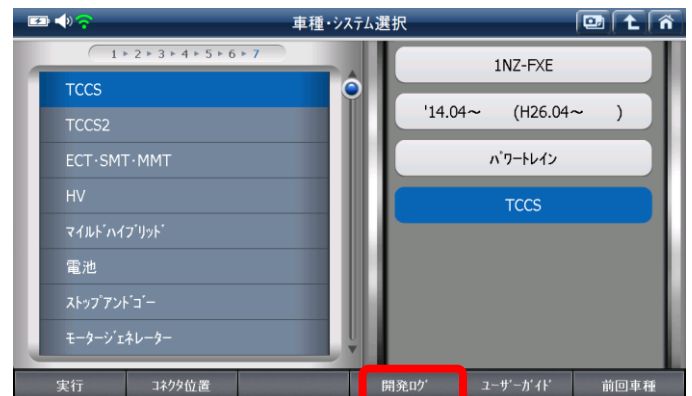 車種･システム選択
1 ▸ 2 ▸ 3 ▸ 4 ▸ 5 ▸ 6 ▸ 7
TCCS
TCCS2
ECT･SMT･MMT
HV
ﾏｲﾙﾄﾞﾊｲﾌﾞﾘｯﾄﾞ
電池
ｽﾄｯﾌﾟｱﾝﾄﾞｺﾞｰ
ﾓｰﾀｰｼﾞｪﾈﾚｰﾀｰ
1NZ-FXE
'14.04～ (H26.04～ )
ﾊﾟﾜｰﾄﾚｲﾝ
TCCS
実行 ｺﾈｸﾀ位置 開発ﾛｸﾞ ﾕｰｻﾞｰｶﾞｲﾄﾞ 前回車種